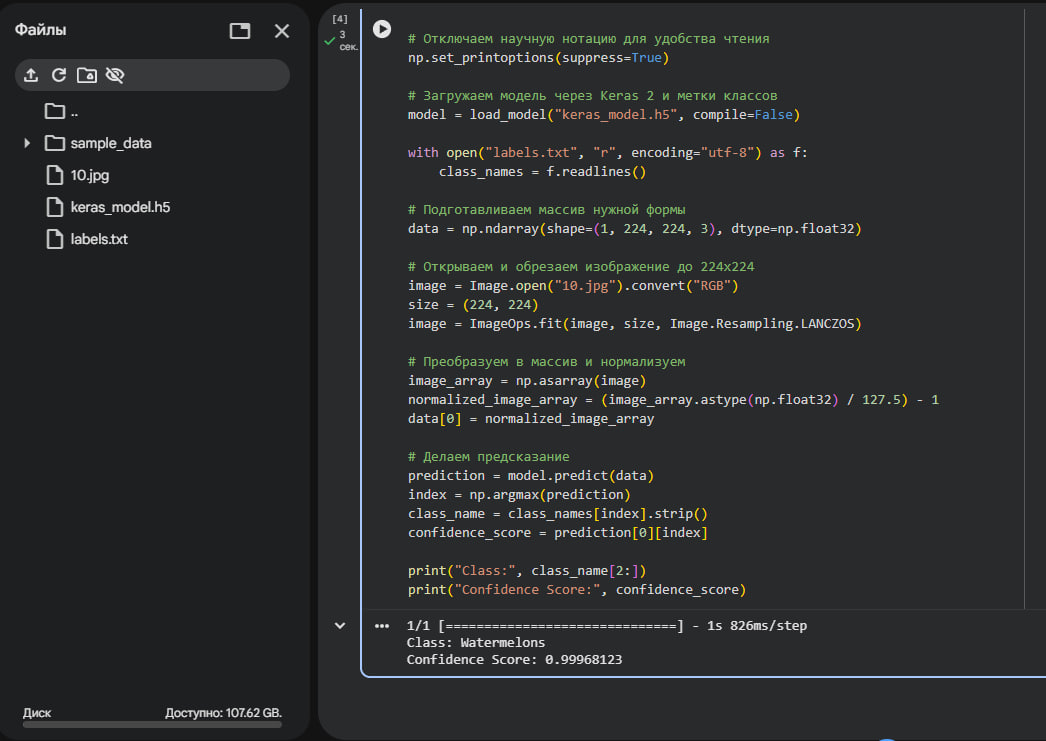 Файлы
..
sample_data
10.jpg
keras_model.h5
labels.txt
Диск
Доступно: 107.62 GB.
[4]
3
сек.
# Отключаем научную нотацию для удобства чтения
np.set_printoptions(suppress=True)
# Загружаем модель через Keras 2 и метки классов
model = load_model("keras_model.h5", compile=False)
with open("labels.txt", "r", encoding="utf-8") as f:
    class_names = f.readlines()
# Подготавливаем массив нужной формы
data = np.ndarray(shape=(1, 224, 224, 3), dtype=np.float32)
# Открываем и обрезаем изображение до 224x224
image = Image.open("10.jpg").convert("RGB")
size = (224, 224)
image = ImageOps.fit(image, size, Image.Resampling.LANCZOS)
# Преобразуем в массив и нормализуем
image_array = np.asarray(image)
normalized_image_array = (image_array.astype(np.float32) / 127.5) - 1
data[0] = normalized_image_array
# Делаем предсказание
prediction = model.predict(data)
index = np.argmax(prediction)
class_name = class_names[index].strip()
confidence_score = prediction[0][index]
print("Class:", class_name[2:])
print("Confidence Score:", confidence_score)
1/1 [==============================] - 1s 826ms/step
Class: Watermelons
Confidence Score: 0.99968123